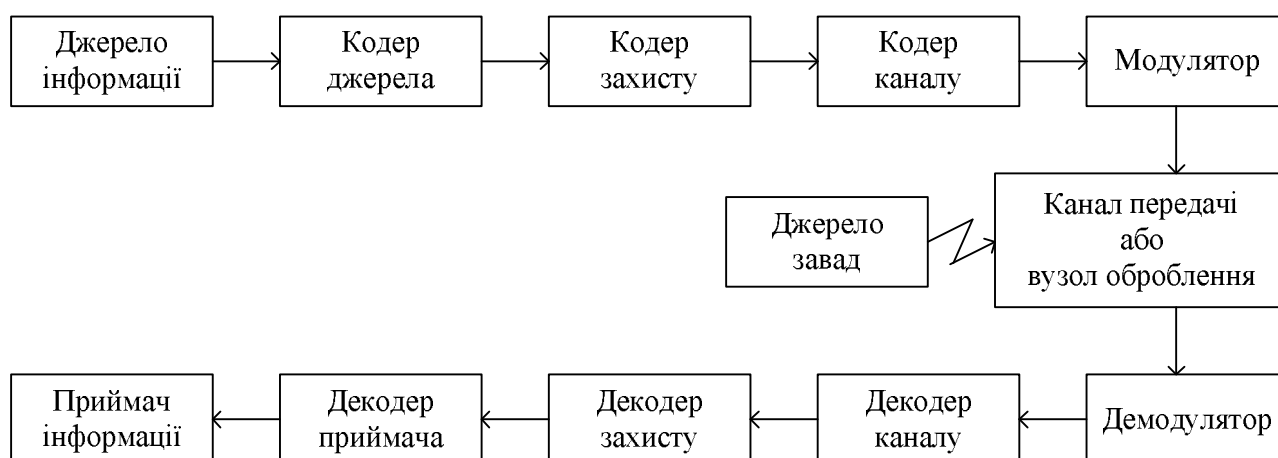 Джерело
інформації
Кодер
джерела
Кодер
захисту
Кодер
каналу
Модулятор
Джерело
завад
Канал передачі
або
вузол оброблення
Приймач
інформації
Декодер
приймача
Декодер
захисту
Декодер
каналу
Демодулятор